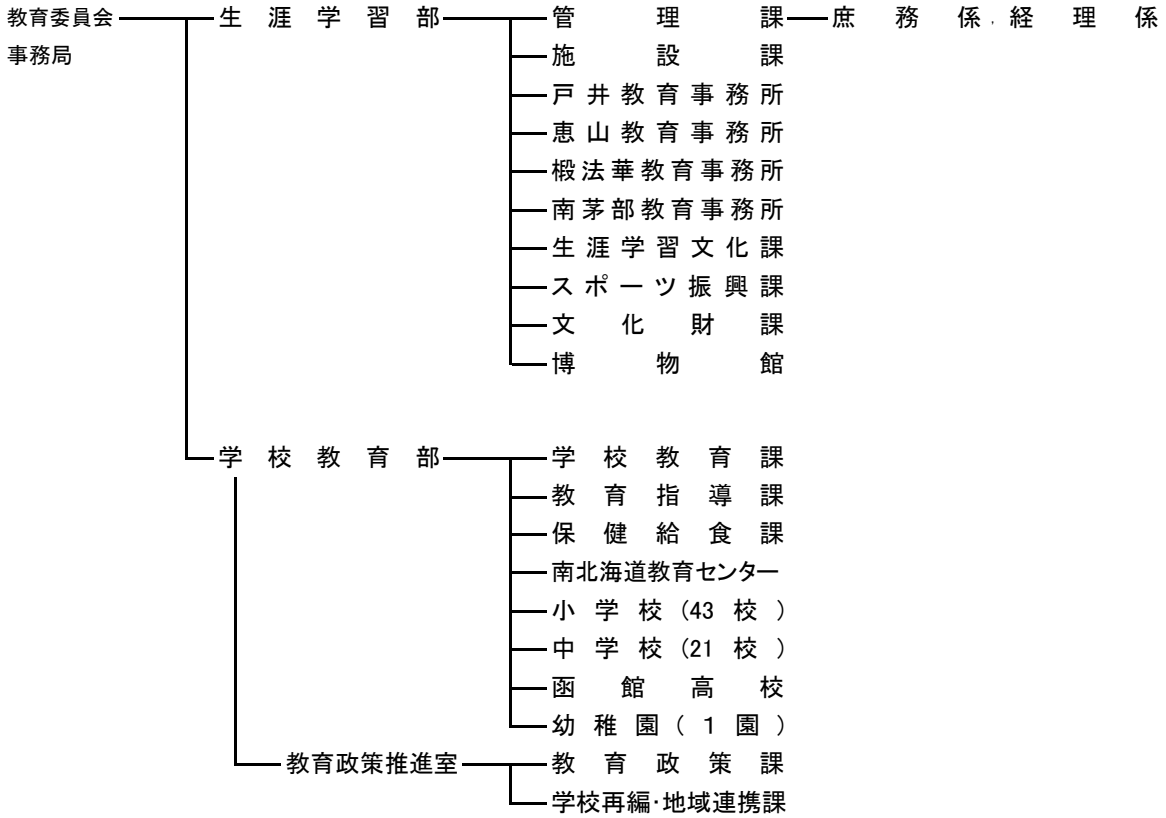 教育委員会 生涯学習部 管理課 庶務係，経理係
事務局 施設課
戸井教育事務所
恵山教育事務所
椴法華教育事務所
南茅部教育事務所
生涯学習文化課
スポーツ振興課
文化財課
博物館
学校教育部 学校教育課
教育指導課
保健給食課
南北海道教育センター
小学校(43校)
中学校(21校)
函館高校
幼稚園(1園)
教育政策推進室 教育政策課
学校再編・地域連携課